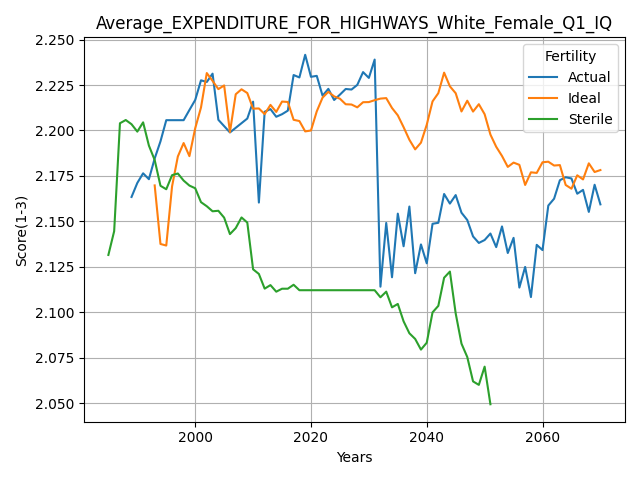 Average_EXPENDITURE_FOR_HIGHWAYS_White_Female_Q1_IQ
2.250
2.225
2.200
2.175
2.150
2.125
2.100
2.075
2.050
Score(1-3)
Fertility
Actual
Ideal
Sterile
2000 2020 2040 2060
Years